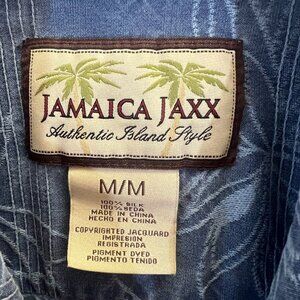 JAMAICA JAXX
Authentic Island Style
M/M
100% SILK
100% SEDA
MADE IN CHINA
HECHO EN CHINA
COPYRIGHTED JACQUARD
IMPRESION
REGISTRADA
PIGMENT DYED
PIGMENTO TENIDO